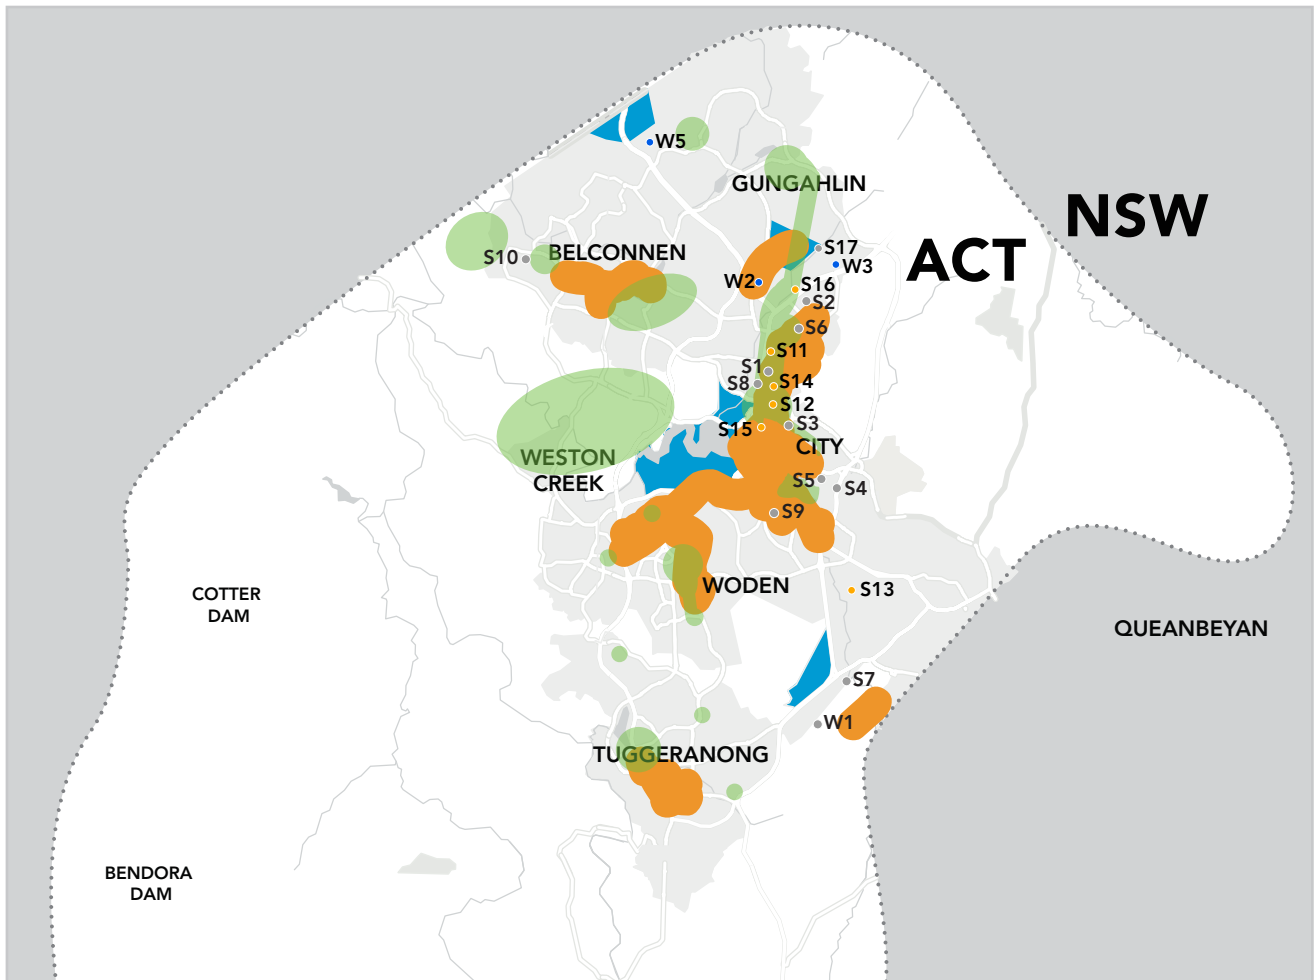 W5
GUNGAHLIN
NSW
ACT
S17
W3
S10
BELCONNEN
W2
S16
S2
S6
S11
S1
S8
S14
S12
S15
S3
CITY
WESTON
CREEK
S5
S4
S9
WODEN
S13
COTTER
DAM
QUEANBEYAN
S7
W1
TUGGERANONG
BENDORA
DAM